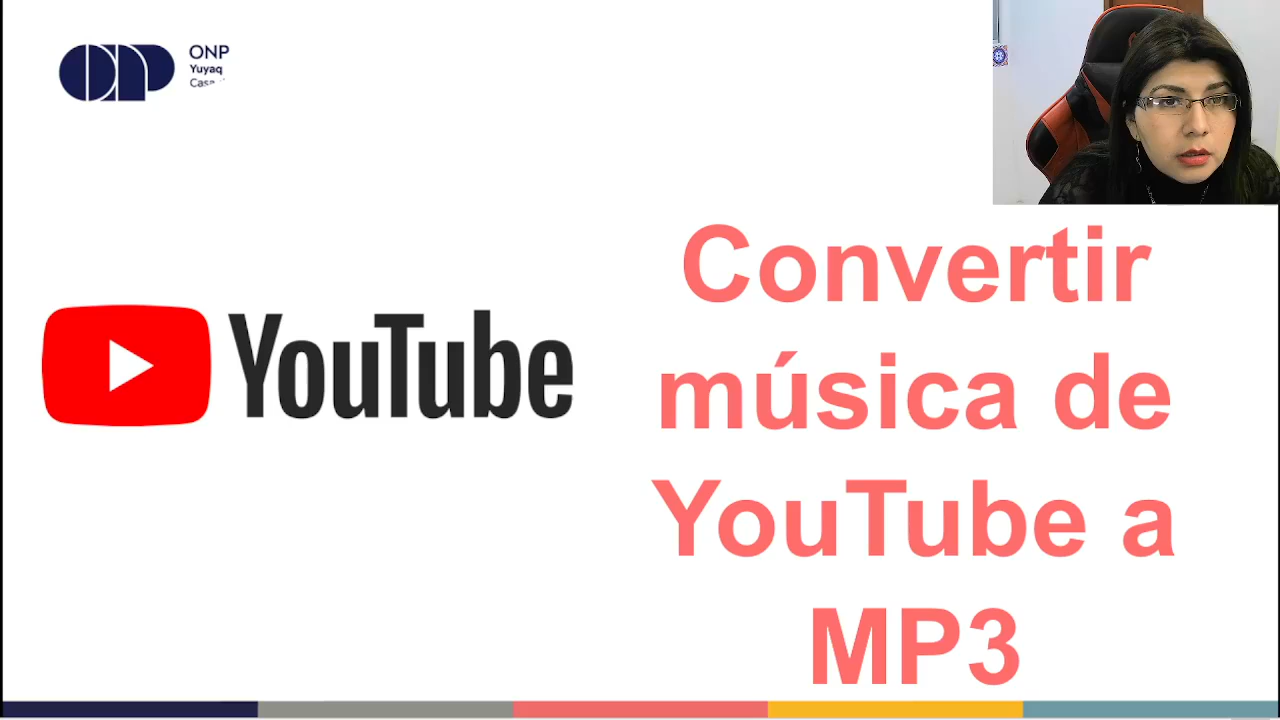 ONP
Yuyaq
YouTube
Convertir
música de
YouTube a
MP3